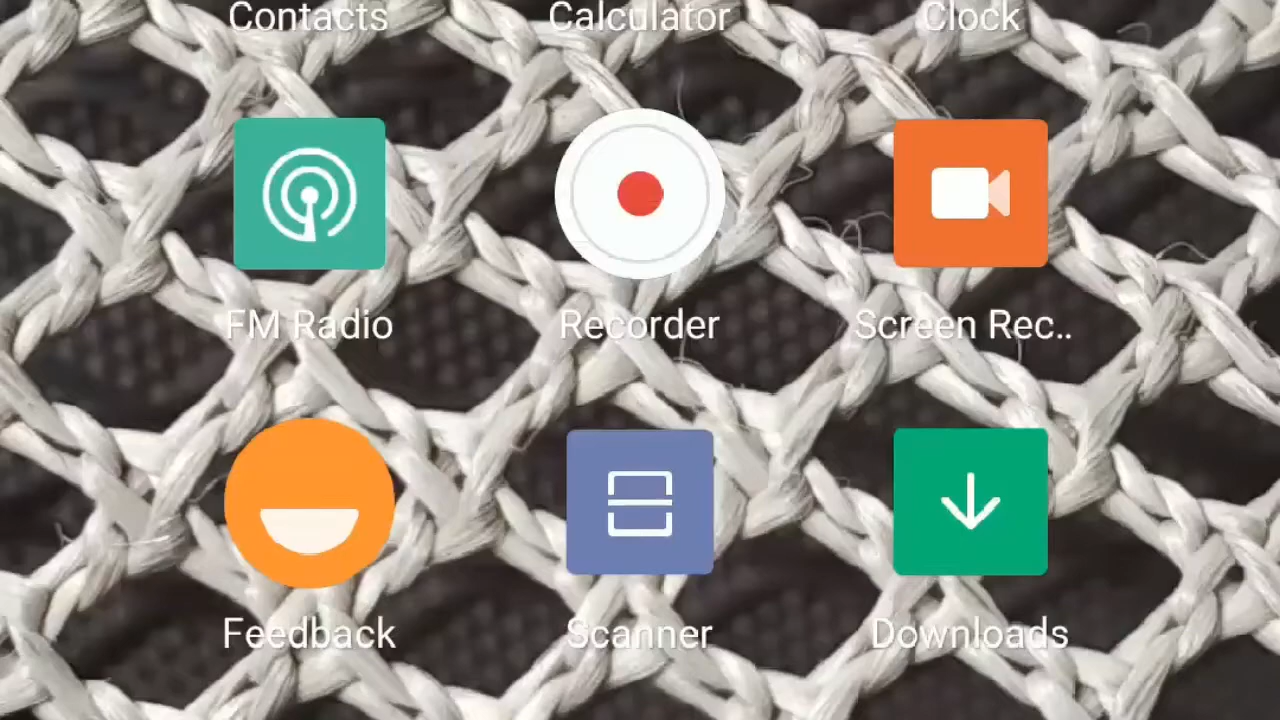 Contacts Calculator Clock
FM Radio Recorder Screen Rec..
Feedback Scanner Downloads